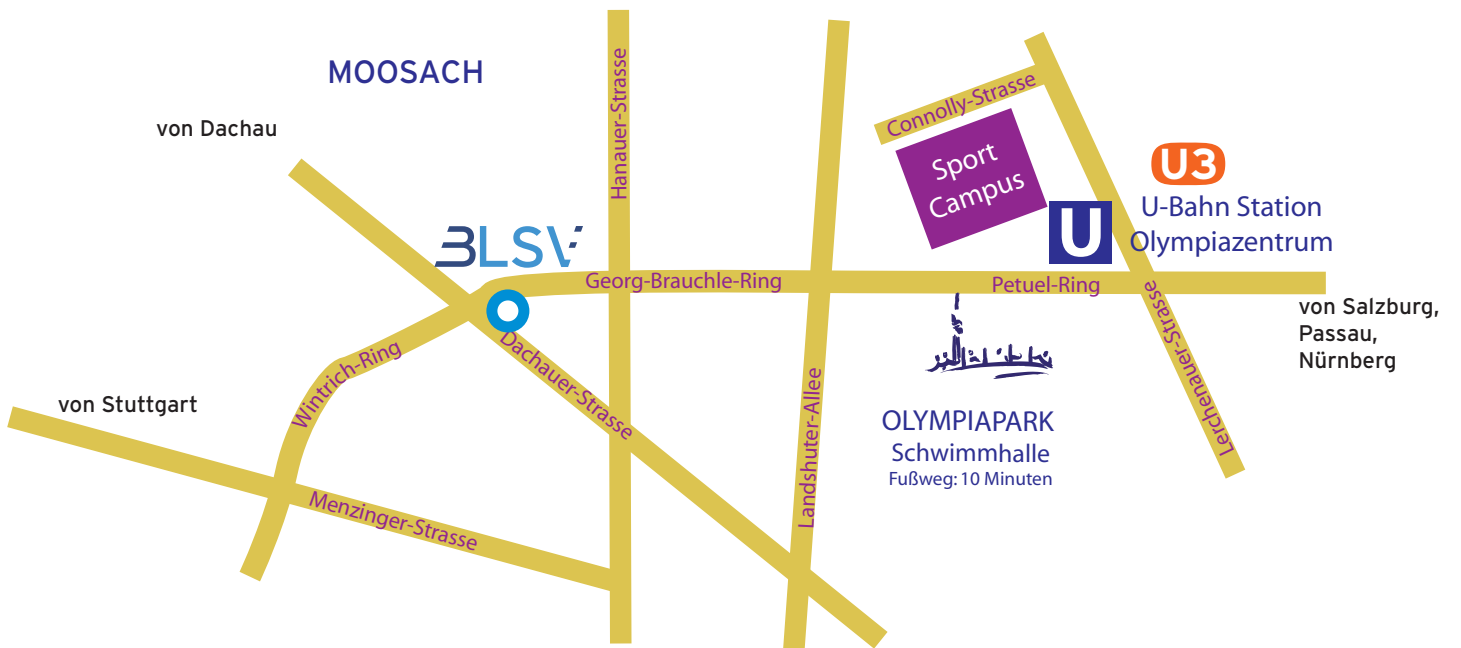 MOOSACH
von Dachau
Hanauer-Strasse
Connolly-Strasse
Sport
Campus
U3
U-Bahn Station
Olympiazentrum
U
BLSV
Georg-Brauchle-Ring
Petuel-Ring
von Salzburg,
Passau,
Nürnberg
Lerchenauer-Strasse
Wintrich-Ring
Dachauer-Strasse
von Stuttgart
Landshuter-Allee
OLYMPIAPARK
Schwimmhalle
Fußweg: 10 Minuten
Menzinger-Strasse